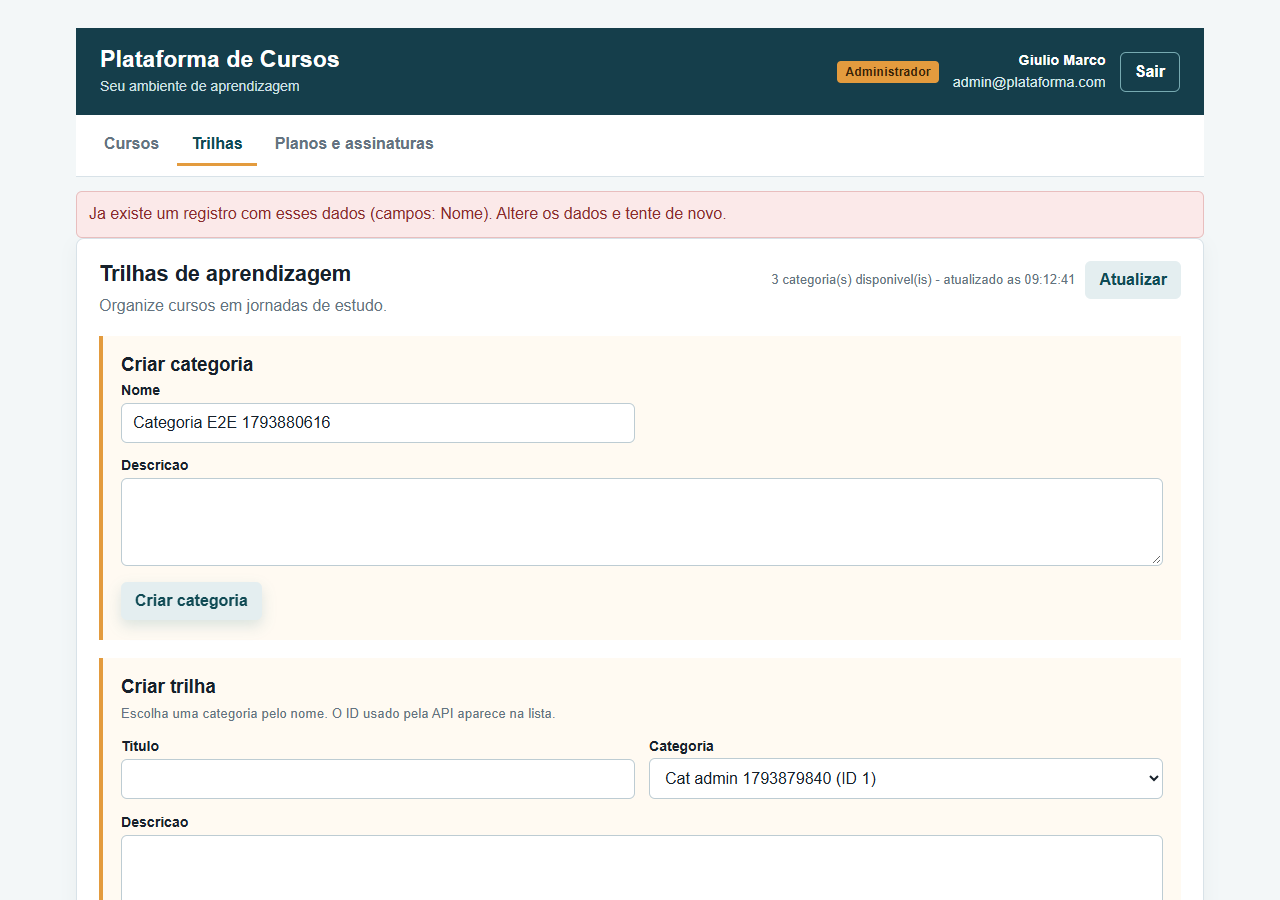 Plataforma de Cursos
Seu ambiente de aprendizagem
Administrador
Giulio Marco
admin@plataforma.com
Sair
Cursos
Trilhas
Planos e assinaturas
Ja existe um registro com esses dados (campos: Nome). Altere os dados e tente de novo.
Trilhas de aprendizagem
Organize cursos em jornadas de estudo.
3 categoria(s) disponivel(is) - atualizado as 09:12:41
Atualizar
Criar categoria
Nome
Categoria E2E 1793880616
Descricao
Criar categoria
Criar trilha
Escolha uma categoria pelo nome. O ID usado pela API aparece na lista.
Titulo
Categoria
Cat admin 1793879840 (ID 1)
Descricao